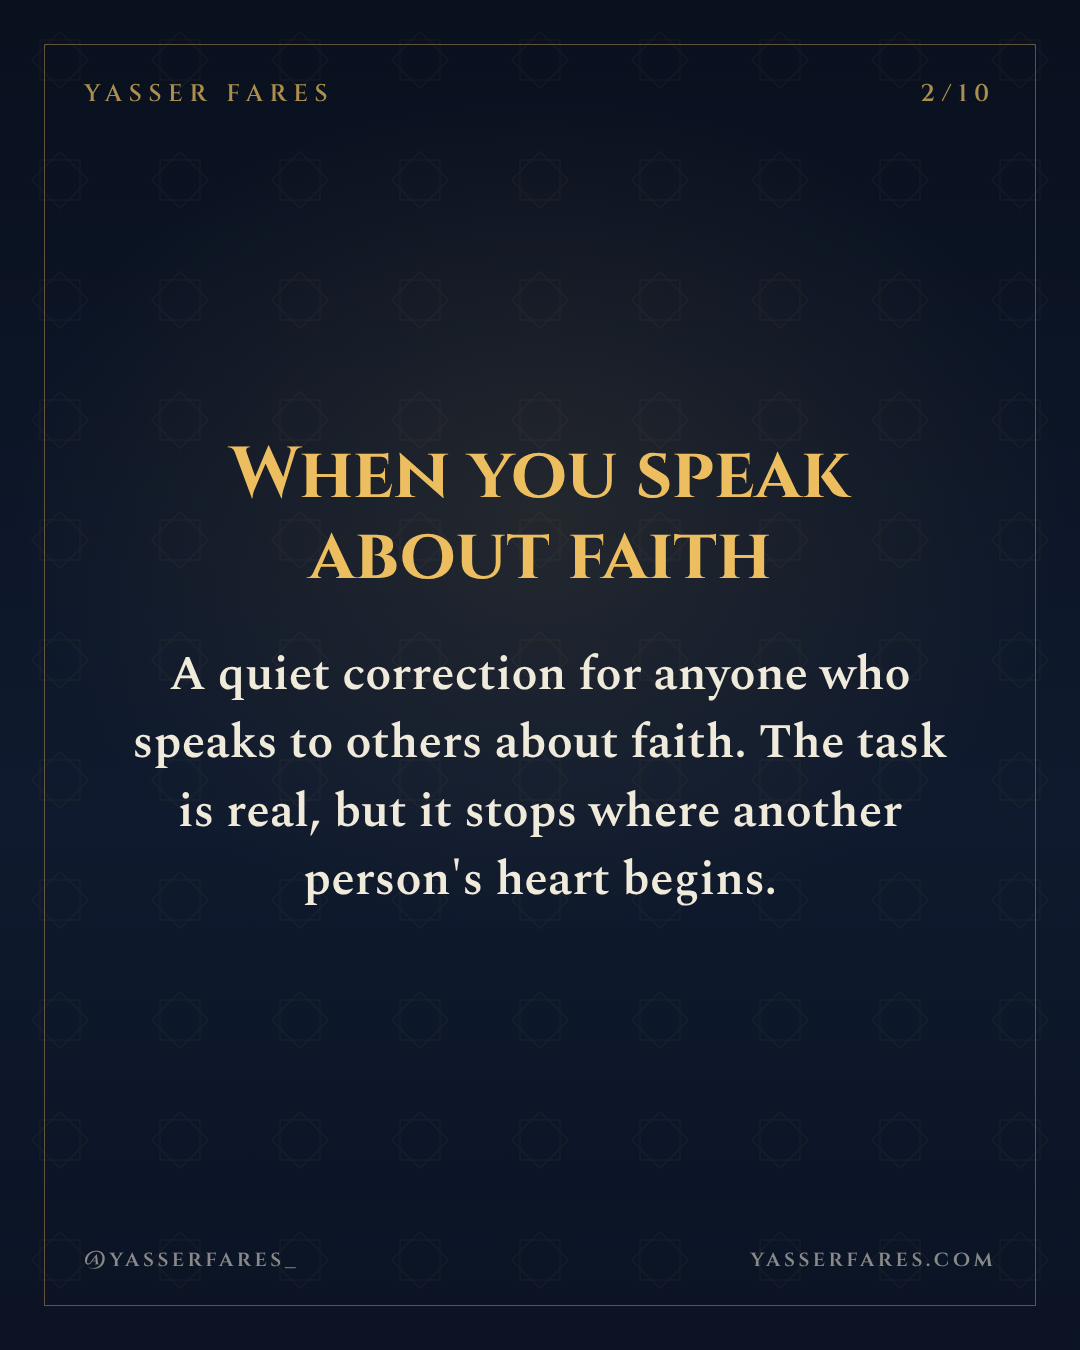 YASSER FARES
2/10
When you speak
about faith
A quiet correction for anyone who
speaks to others about faith. The task
is real, but it stops where another
person's heart begins.
@YASSERFARES_
YASSERFARES.COM